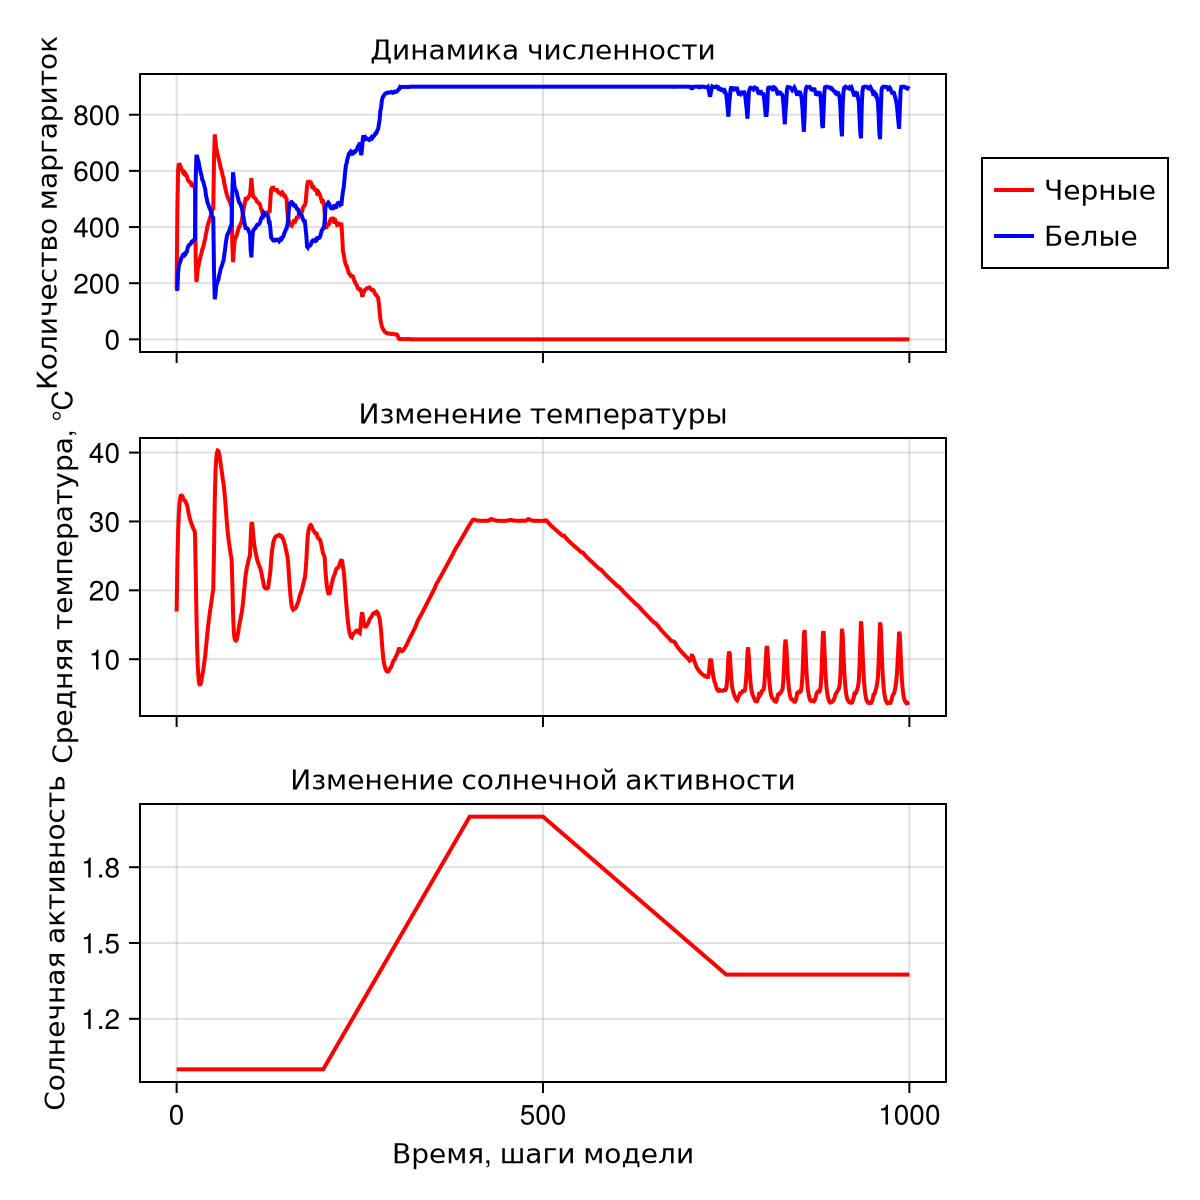 Динамика численности
Количество маргариток
800
600
400
200
0
Черные
Белые
Изменение температуры
Средняя температура, °C
40
30
20
10
Изменение солнечной активности
Солнечная активность
1.8
1.5
1.2
0
500
1000
Время, шаги модели